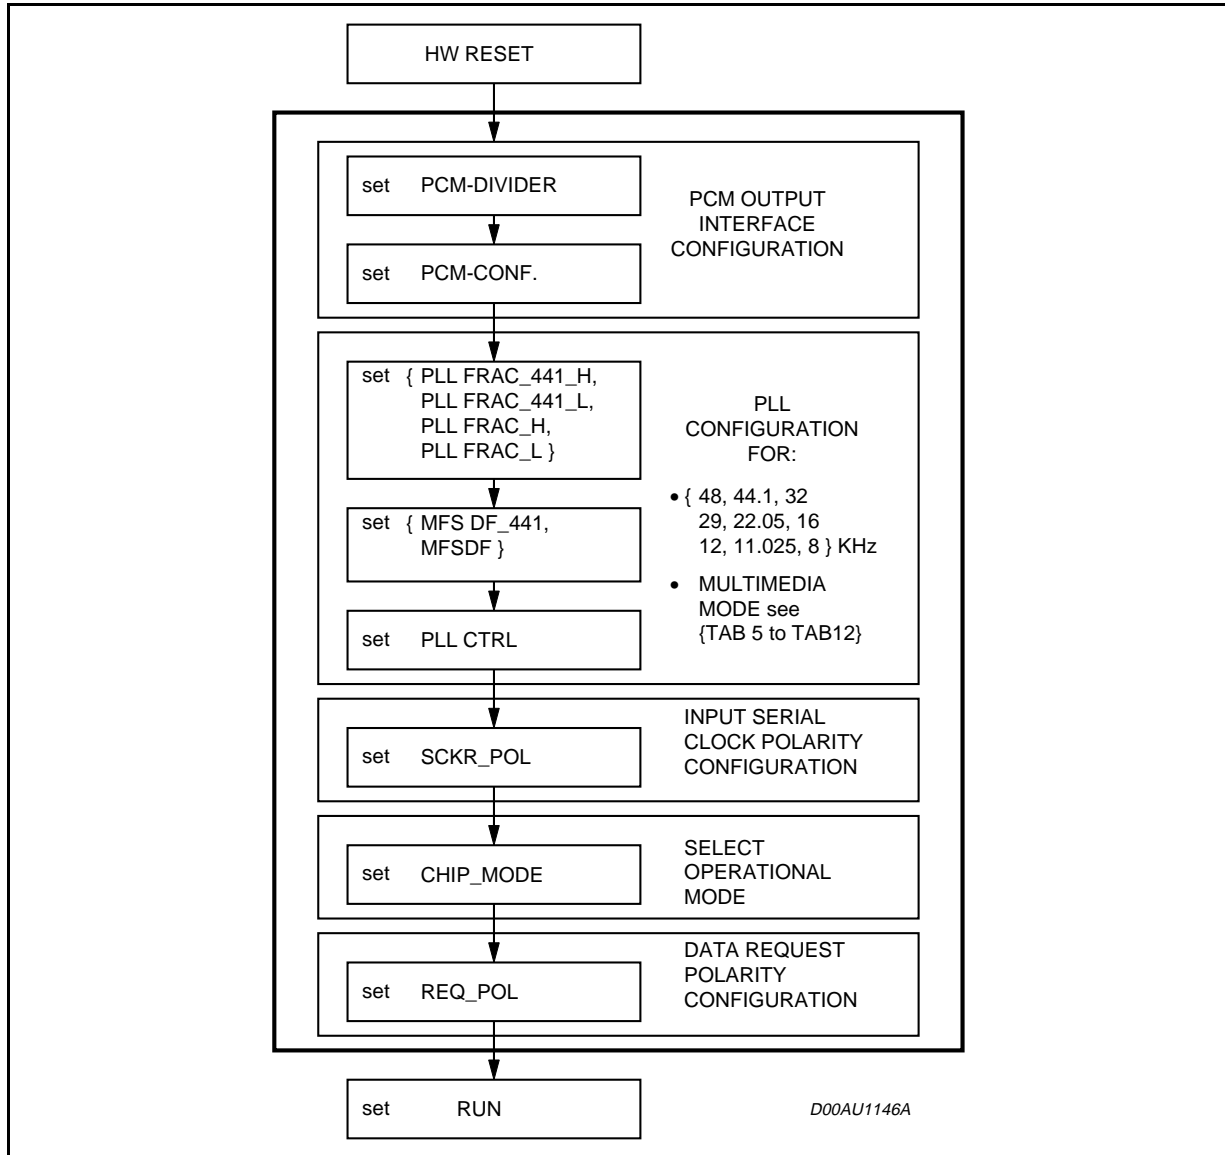 HW RESET
set PCM-DIVIDER
set PCM-CONF.
PCM OUTPUT
INTERFACE
CONFIGURATION
set { PLL FRAC_441_H,
PLL FRAC_441_L,
PLL FRAC_H,
PLL FRAC_L }
set { MFS DF_441,
MFSDF }
set PLL CTRL
PLL
CONFIGURATION
FOR:
• { 48, 44.1, 32
29, 22.05, 16
12, 11.025, 8 } KHz
• MULTIMEDIA
MODE see
{TAB 5 to TAB12}
set SCKR_POL
INPUT SERIAL
CLOCK POLARITY
CONFIGURATION
set CHIP_MODE
SELECT
OPERATIONAL
MODE
set REQ_POL
DATA REQUEST
POLARITY
CONFIGURATION
set RUN
D00AU1146A